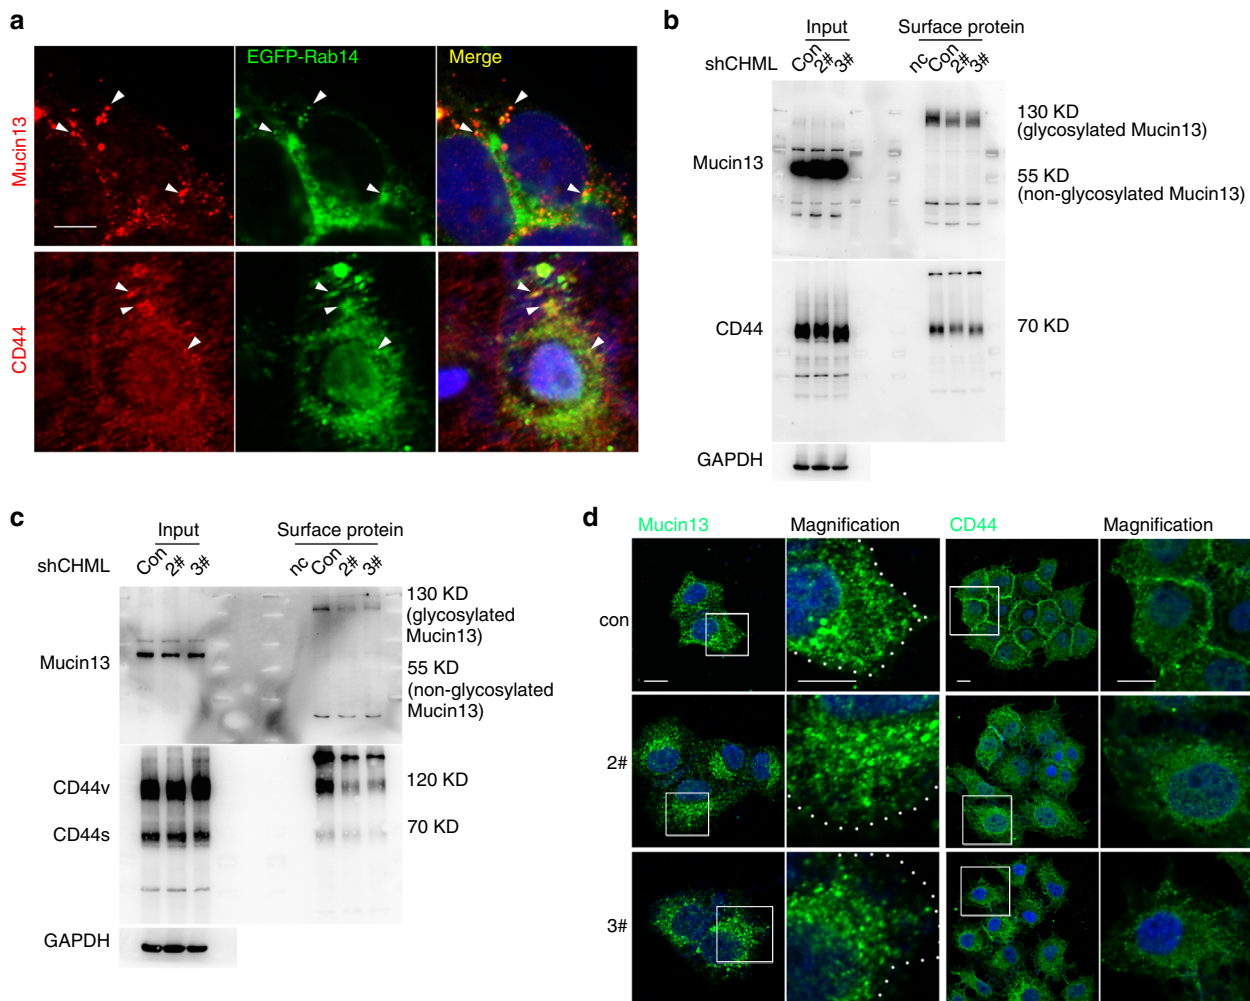 a
EGFP-Rab14
Merge
Mucin13
CD44
b
Input
Surface protein
shCHML
Con
2#
3#
nc
Con
2#
3#
Mucin13
130 KD
(glycosylated Mucin13)
55 KD
(non-glycosylated Mucin13)
CD44
70 KD
GAPDH
c
Input
Surface protein
shCHML
Con
2#
3#
nc
Con
2#
3#
Mucin13
130 KD
(glycosylated
Mucin13)
55 KD
(non-glycosylated
Mucin13)
CD44v
120 KD
CD44s
70 KD
GAPDH
d
Mucin13
Magnification
CD44
Magnification
con
2#
3#